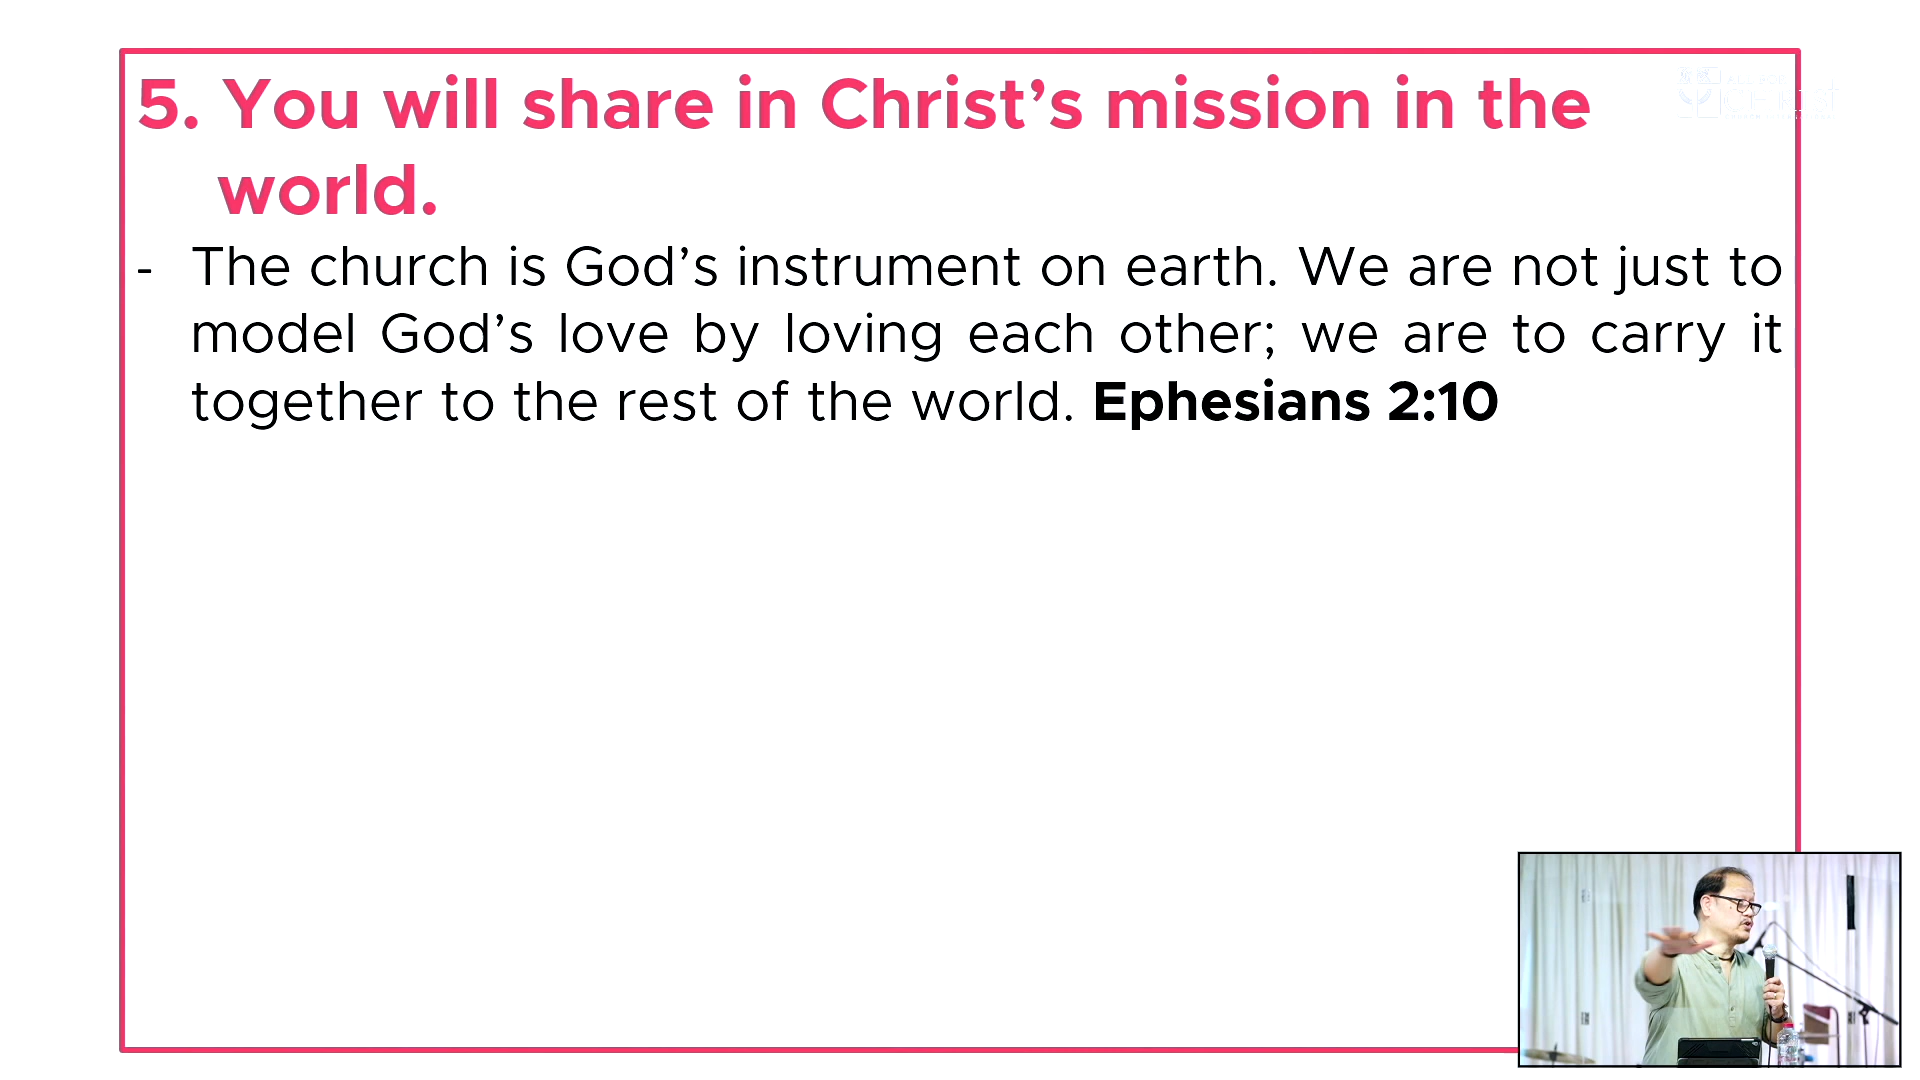 5. You will share in Christ’s mission in the
world.
- The church is God’s instrument on earth. We are not just to
model God’s love by loving each other; we are to carry it
together to the rest of the world. Ephesians 2:10
CHRIST